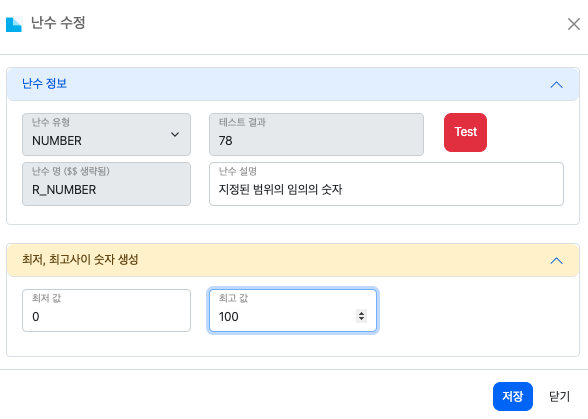 난수 수정
난수 정보
난수 유형
NUMBER
테스트 결과
78
Test
난수 명 ($$ 생략됨)
R_NUMBER
난수 설명
지정된 범위의 임의의 숫자
최저, 최고사이 숫자 생성
최저 값
0
최고 값
100
저장
닫기